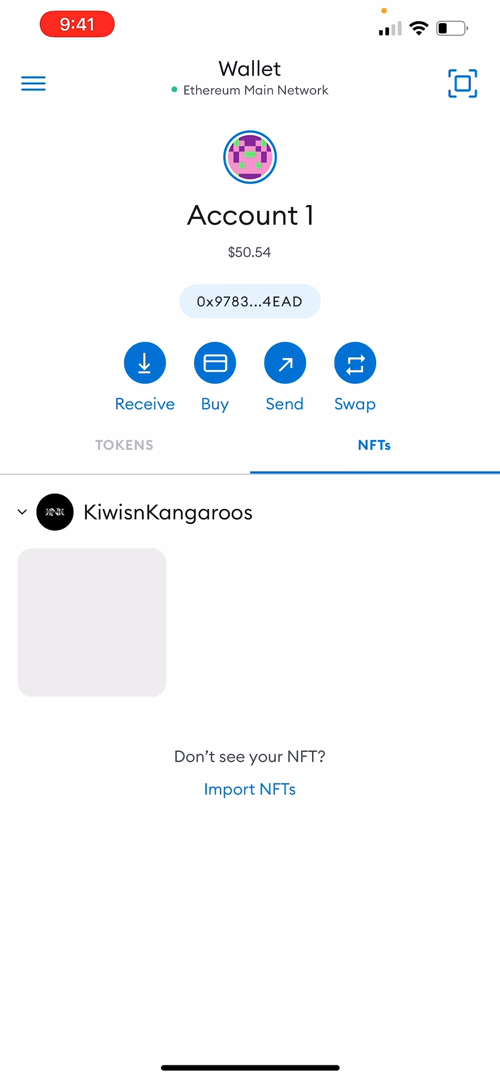 9:41
Wallet
Ethereum Main Network
Account 1
$50.54
0x9783...4EAD
Receive
Buy
Send
Swap
TOKENS
NFTs
KiwisnKangaroos
Don’t see your NFT?
Import NFTs